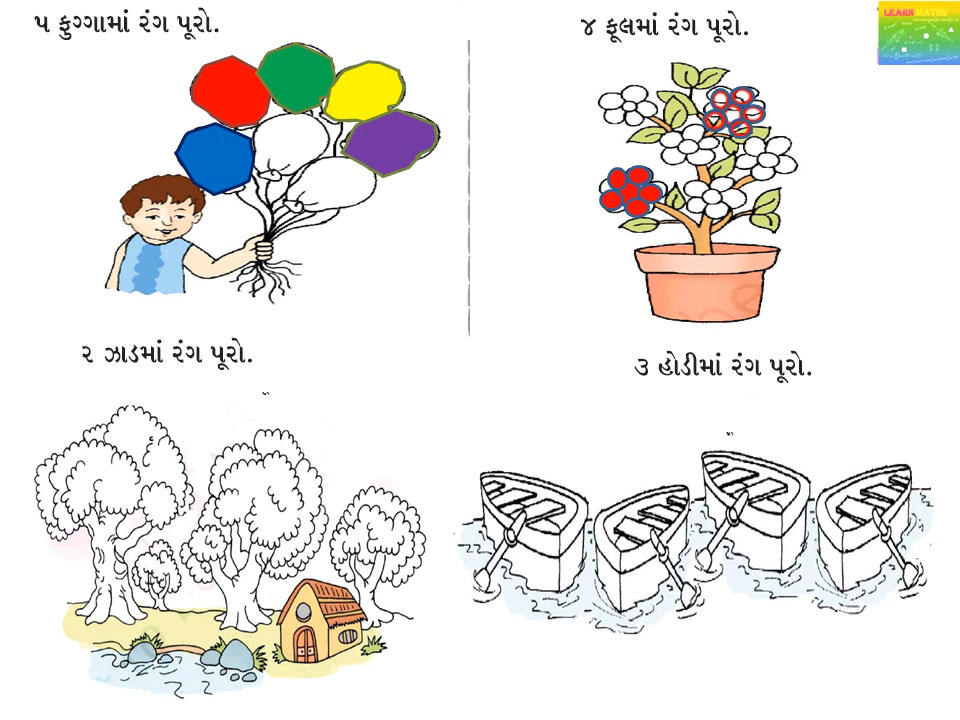 ૫ ફુગ્ગામાં રંગ પૂરો.
૪ ફૂલમાં રંગ પૂરો.
LEARN MATHS
૨ ઝાડમાં રંગ પૂરો.
૩ હોડીમાં રંગ પૂરો.